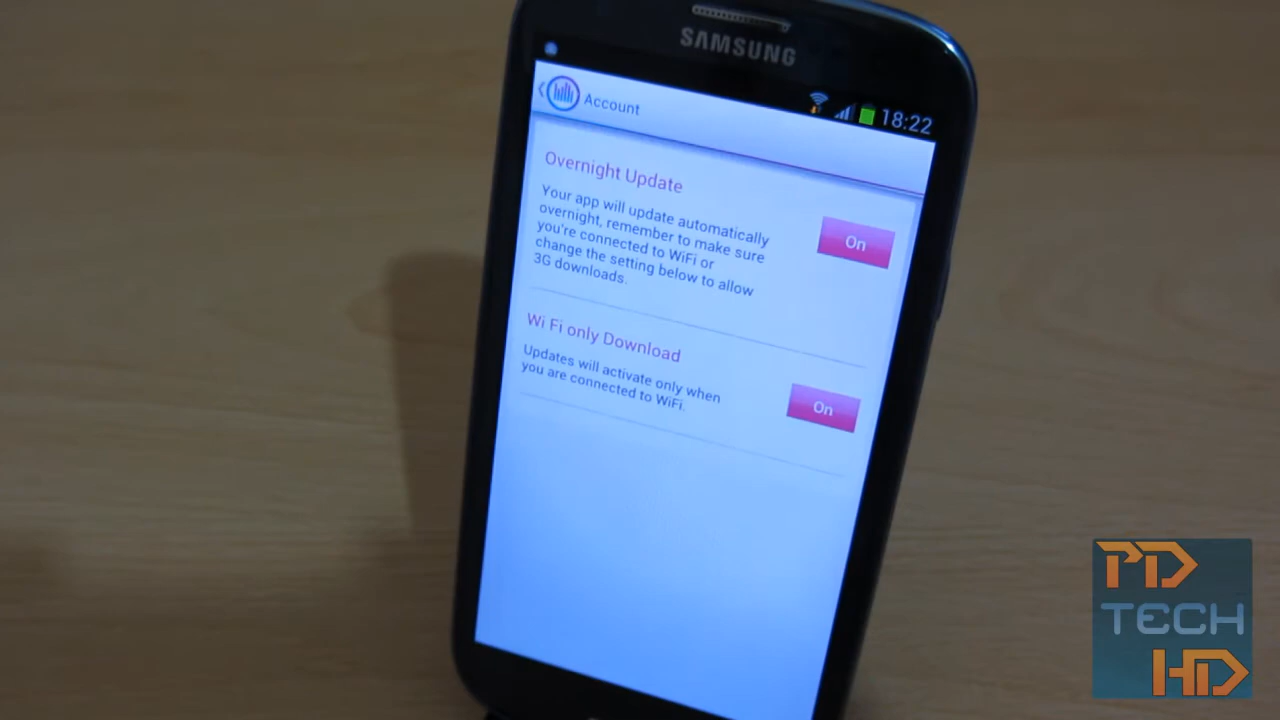 SAMSUNG
18:22
Account
Overnight Update
Your app will update automatically
overnight, remember to make sure
you're connected to WiFi or
change the setting below to allow
3G downloads.
On
Wi Fi only Download
Updates will activate only when
you are connected to WiFi.
On
PD
TECH
HD